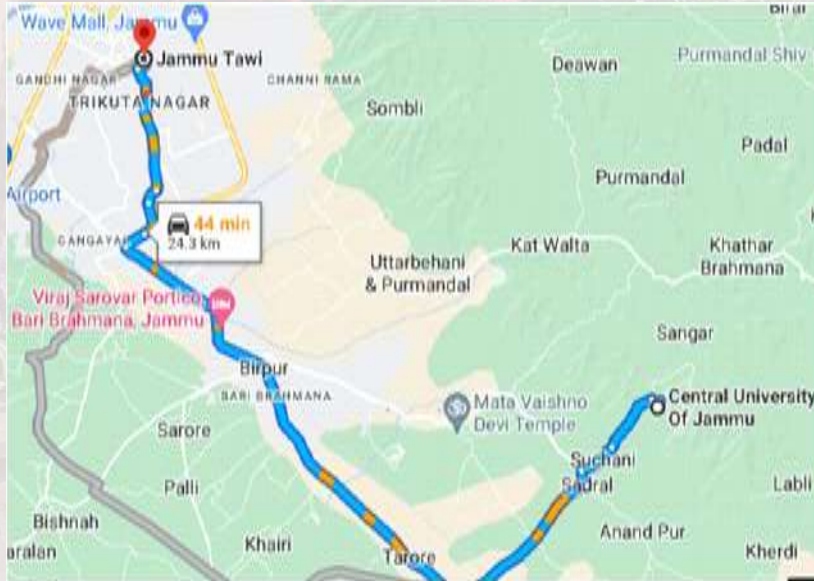 Wave Mall, Jammu
Jammu Tawi
GANDHI NAGAR
TRIKUTA NAGAR
CHANNI RAMA
Deewan
Purmandal Shiv
Sombli
Padal
Airport
Purmandal
44 min
24.3 km
GANGAYAL
Kat Walta
Khathar
Brahmana
Uttarbehani
& Purmandal
Viraj Sarovar Portico
Bari Brahmana, Jammu
Sangar
Birpur
BARI BRAHMANA
Central University
Of Jammu
Mata Vaishno
Devi Temple
Sarore
Suchani
Sadral
Palli
Labli
Bishnah
Anand Pur
aralan
Khairi
Tarore
Kherdi